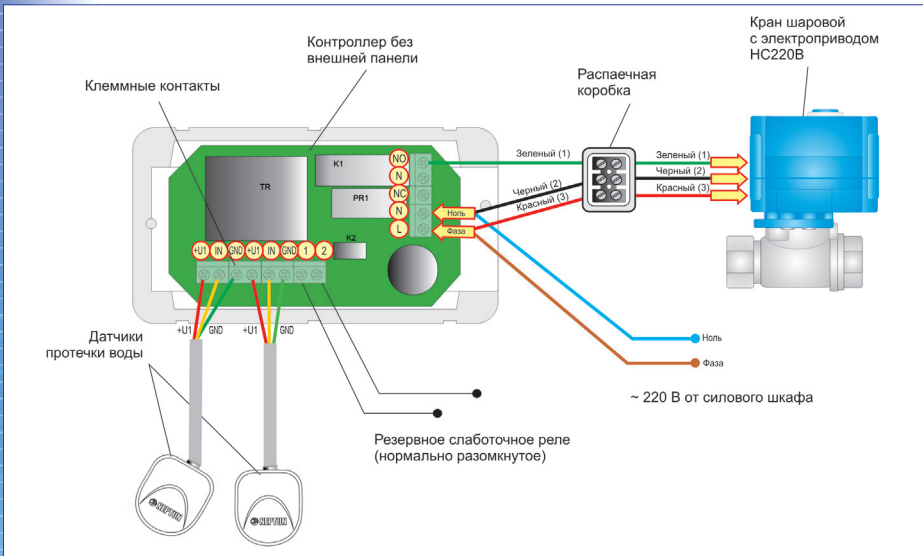 Кран шаровой
с электроприводом
НС220В
Контроллер без
внешней панели
Распаечная
коробка
Клеммные контакты
Зеленый (1)
Зеленый (1)
Черный (2)
Черный (2)
Красный (3)
Красный (3)
K1
NO
N
TR
PR1
NC
N
Ноль
L
Фаза
K2
+U1 IN GND +U1 IN GND 1 2
+U1 GND +U1 GND
Ноль
Фаза
Датчики
протечки воды
~ 220 В от силового шкафа
Резервное слаботочное реле
(нормально разомкнутое)
NEPTUN
NEPTUN